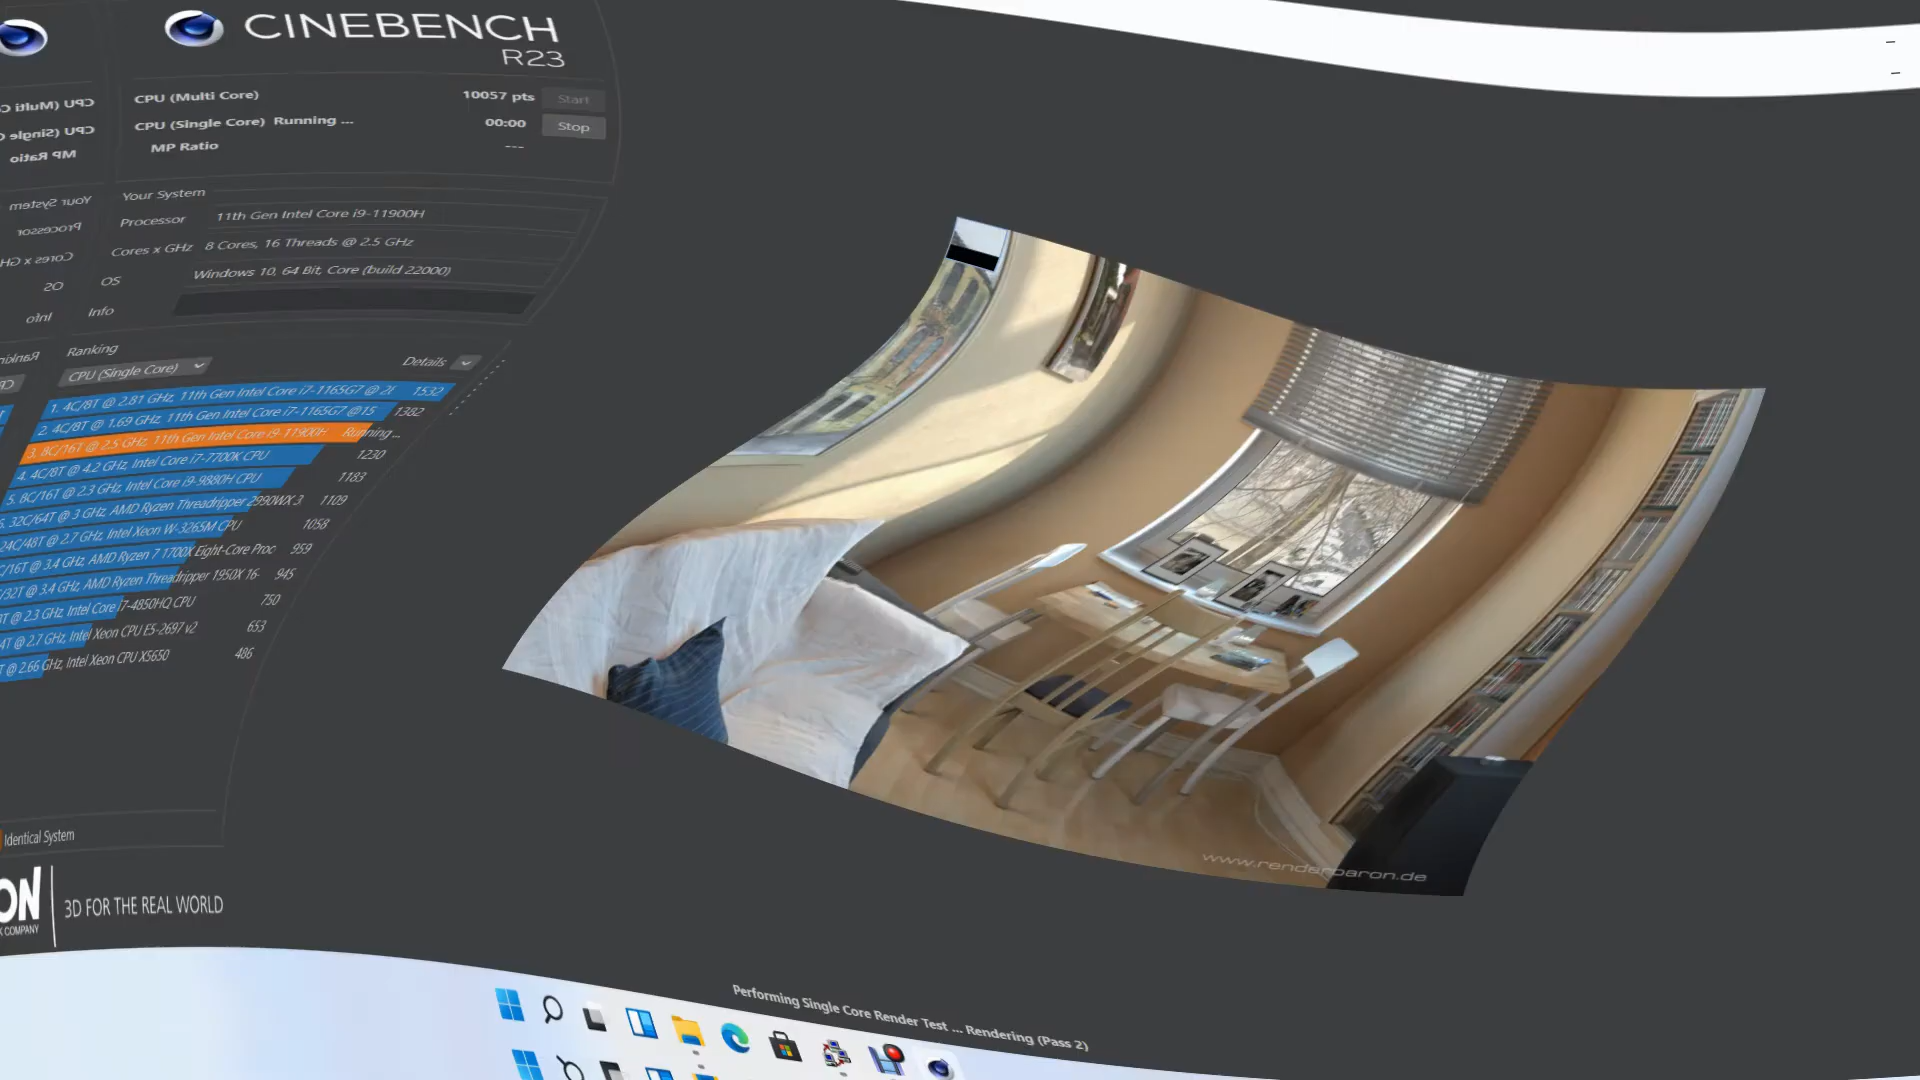 CINEBENCH
R23
CPU (Multi Core) 10057 pts Start
CPU (Single Core) Running ... 00:00 Stop
MP Ratio ---
Your System
Processor 11th Gen Intel Core i9-11900H
Cores x GHz 8 Cores, 16 Threads @ 2.5 GHz
OS Windows 10, 64 Bit, Core (build 22000)
Info
Ranking
CPU (Single Core) Details
1. 4C/8T @ 2.81 GHz, 11th Gen Intel Core i7-1165G7 @ 2 1532
2. 4C/8T @ 1.69 GHz, 11th Gen Intel Core i7-1165G7 @15 1382
3. 8C/16T @ 2.5 GHz, 11th Gen Intel Core i9-11900H Running ...
4. 4C/8T @ 4.2 GHz, Intel Core i7-7700K CPU 1230
5. 8C/16T @ 2.3 GHz, Intel Core i9-9880H CPU 1183
6. 32C/64T @ 3 GHz, AMD Ryzen Threadripper 2990WX 3 1109
24C/48T @ 2.7 GHz, Intel Xeon W-3265M CPU 1058
C/16T @ 3.4 GHz, AMD Ryzen 7 1700X Eight-Core Proc 959
/32T @ 3.4 GHz, AMD Ryzen Threadripper 1950X 16- 945
T @ 2.3 GHz, Intel Core i7-4850HQ CPU 750
4T @ 2.7 GHz, Intel Xeon CPU E5-2697 v2 653
T @ 2.66 GHz, Intel Xeon CPU X5650 486
Identical System
ON
COMPANY
3D FOR THE REAL WORLD
www.renderbaron.de
Performing Single Core Render Test ... Rendering (Pass 2)